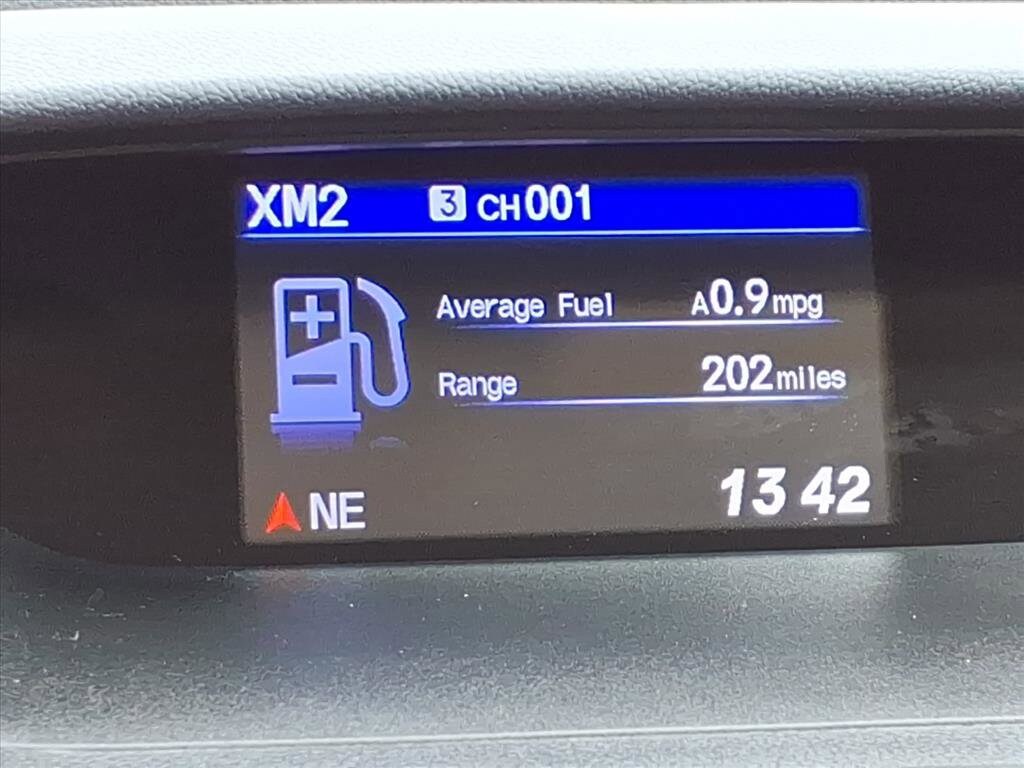 XM2 3 CH001
Average Fuel A0.9mpg
Range 202miles
NE 13 42